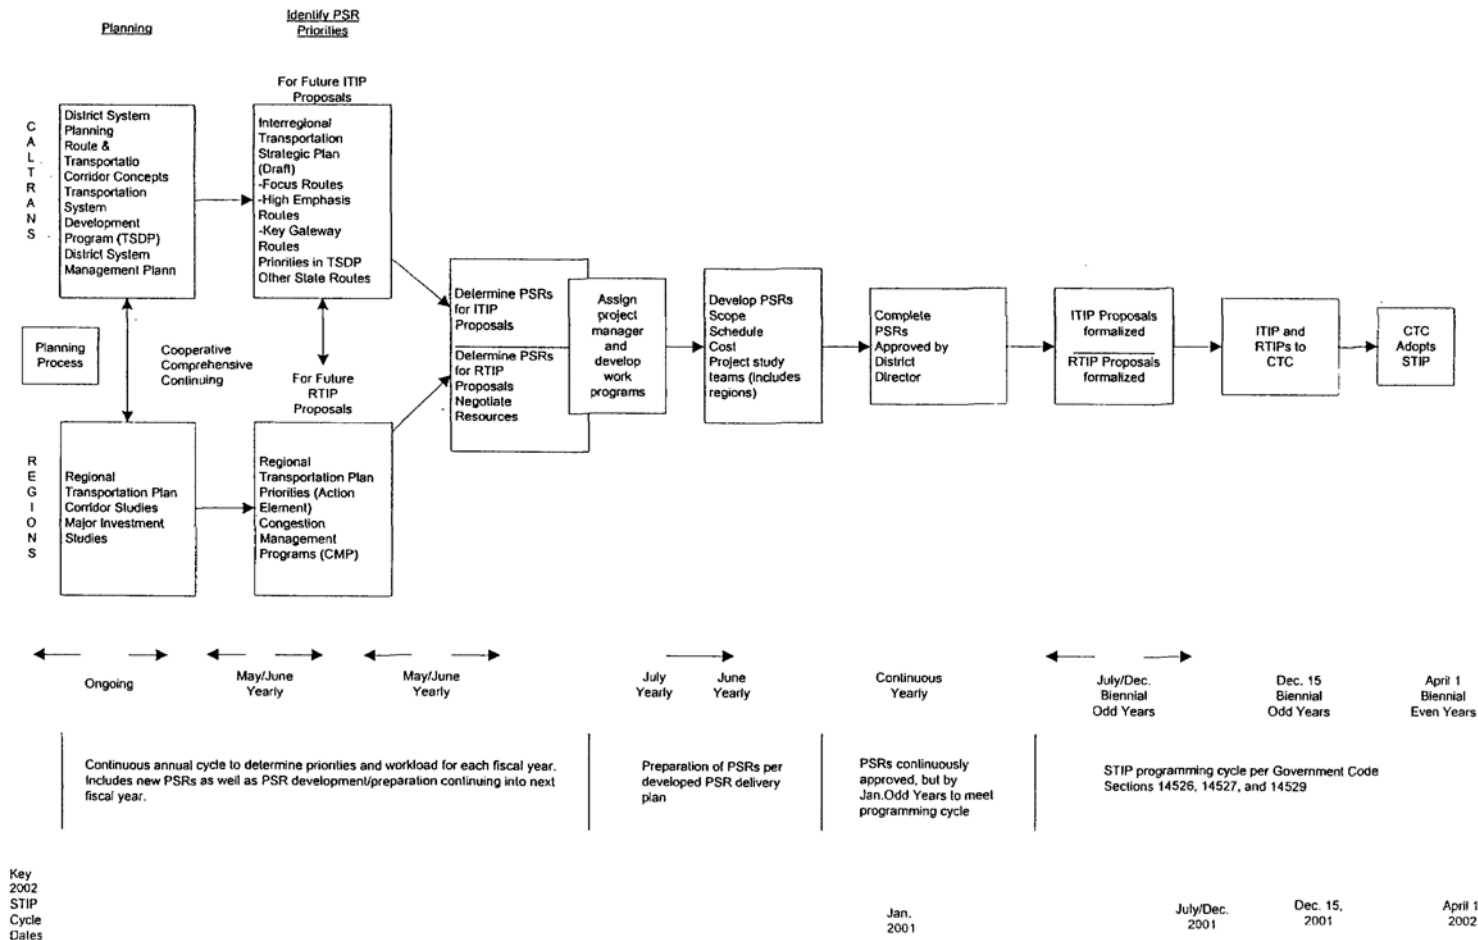 Planning
Identify PSR
Priorities
For Future ITIP
Proposals
CALTRANS
District System
Planning
Route &
Transportatio
Corridor Concepts
Transportation
System
Development
Program (TSDP)
District System
Management Plann
Interregional
Transportation
Strategic Plan
(Draft)
-Focus Routes
-High Emphasis
Routes
-Key Gateway
Routes
Priorities in TSDP
Other State Routes
Planning
Process
Cooperative
Comprehensive
Continuing
For Future
RTIP
Proposals
Determine PSRs
for ITIP
Proposals
Determine PSRs
for RTIP
Proposals
Negotiate
Resources
Assign
project
manager
and
develop
work
programs
Develop PSRs
Scope
Schedule
Cost
Project study
teams (includes
regions)
Complete
PSRs
Approved by
District
Director
ITIP Proposals
formalized
RTIP Proposals
formalized
ITIP and
RTIPs to
CTC
CTC
Adopts
STIP
REGIONS
Regional
Transportation Plan
Corridor Studies
Major Investment
Studies
Regional
Transportation Plan
Priorities (Action
Element)
Congestion
Management
Programs (CMP)
Ongoing
May/June
Yearly
May/June
Yearly
July
Yearly
June
Yearly
Continuous
Yearly
July/Dec.
Biennial
Odd Years
Dec. 15
Biennial
Odd Years
April 1
Biennial
Even Years
Continuous annual cycle to determine priorities and workload for each fiscal year.
Includes new PSRs as well as PSR development/preparation continuing into next
fiscal year.
Preparation of PSRs per
developed PSR delivery
plan
PSRs continuously
approved, but by
Jan.Odd Years to meet
programming cycle
STIP programming cycle per Government Code
Sections 14526, 14527, and 14529
Key
2002
STIP
Cycle
Dates
Jan.
2001
July/Dec.
2001
Dec. 15,
2001
April 1
2002